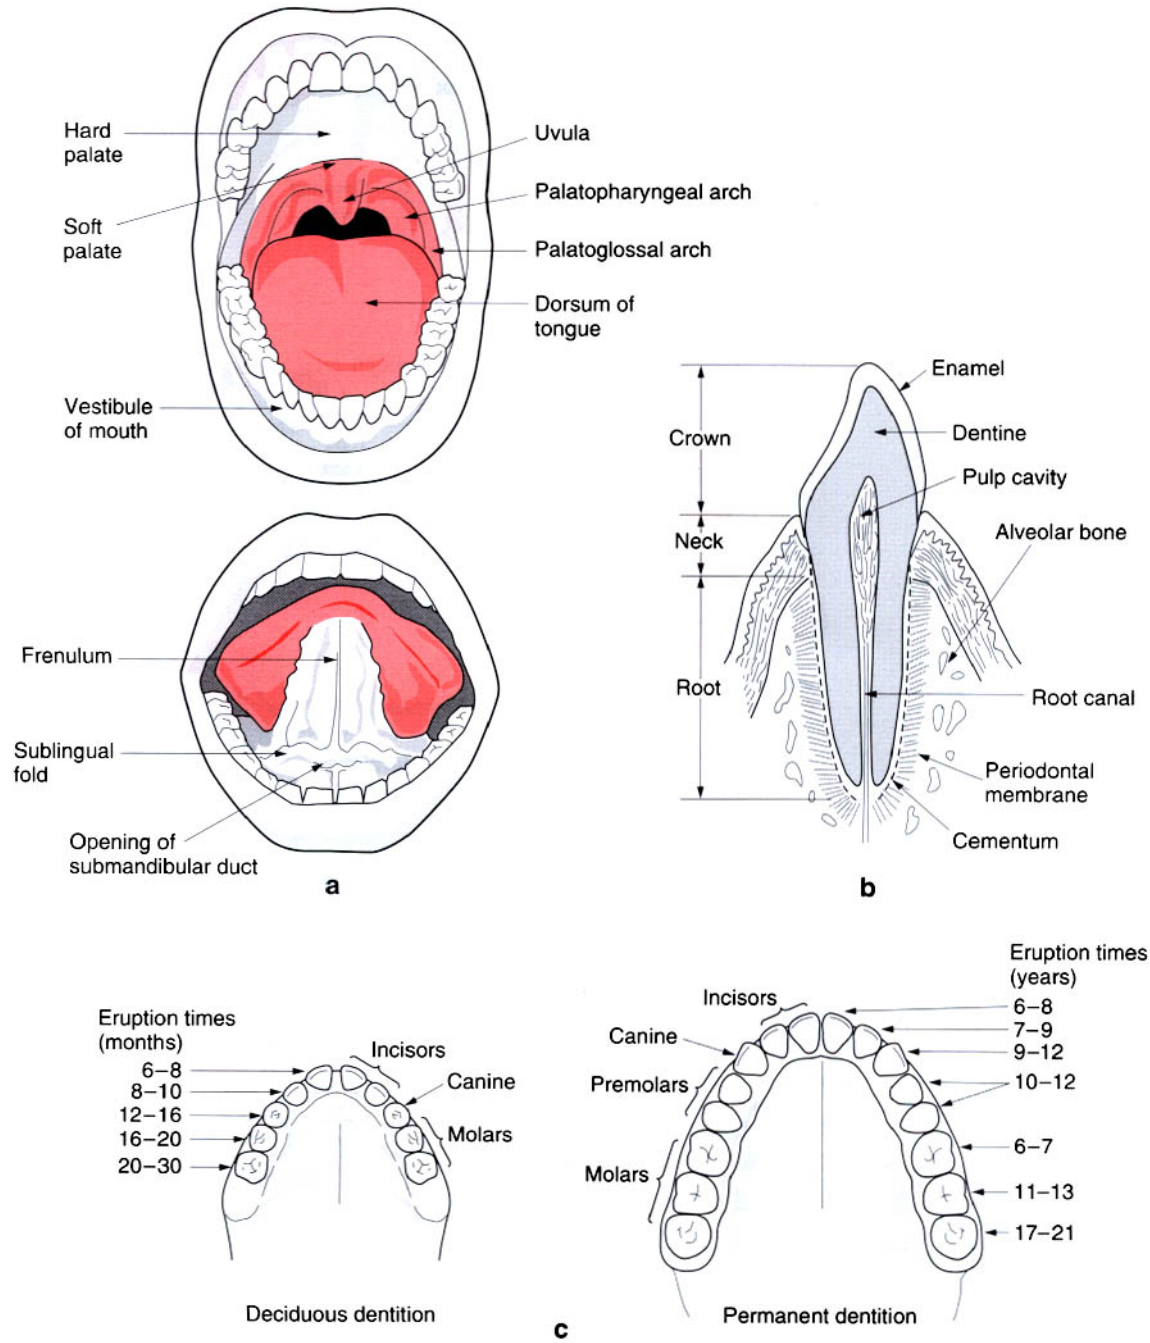 Hard
palate
Soft
palate
Vestibule
of mouth
Uvula
Palatopharyngeal arch
Palatoglossal arch
Dorsum of
tongue
Frenulum
Sublingual
fold
Opening of
submandibular duct
a
Crown
Neck
Root
Enamel
Dentine
Pulp cavity
Alveolar bone
Root canal
Periodontal
membrane
Cementum
b
Eruption times
(months)
6–8
8–10
12–16
16–20
20–30
Incisors
Canine
Molars
Deciduous dentition
Incisors
Canine
Premolars
Molars
Eruption times
(years)
6–8
7–9
9–12
10–12
6–7
11–13
17–21
Permanent dentition
c